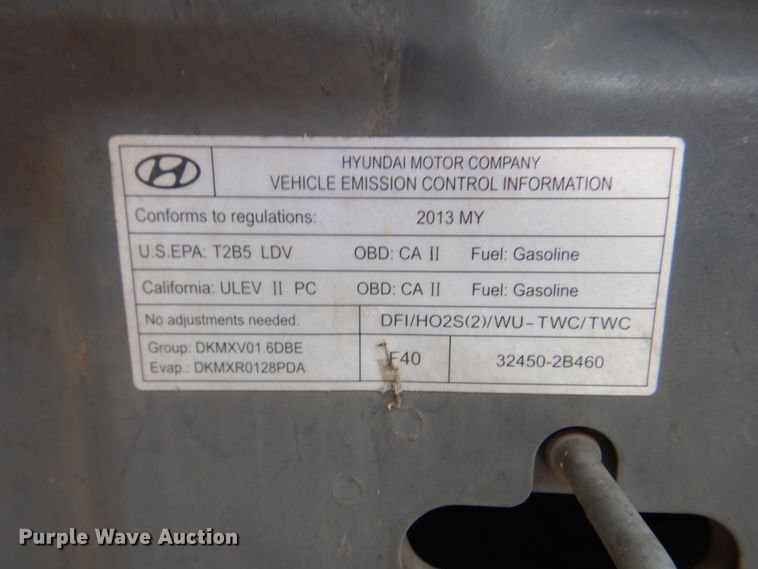 HYUNDAI MOTOR COMPANY
VEHICLE EMISSION CONTROL INFORMATION
Conforms to regulations: 2013 MY
U.S.EPA: T2B5 LDV OBD: CA II Fuel: Gasoline
California: ULEV II PC OBD: CA II Fuel: Gasoline
No adjustments needed. DFI/HO2S(2)/WU-TWC/TWC
Group: DKMXV01.6DBE
Evap.: DKMXR0128PDA
F40 32450-2B460
Purple Wave Auction